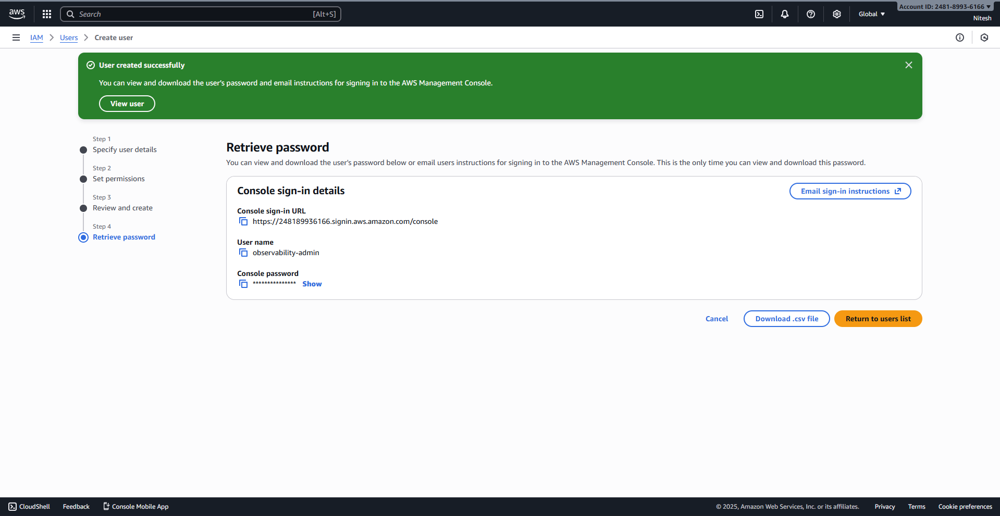 aws
Search
[Alt+S]
Global
Account ID: 2481-8993-6166
Nitesh
IAM
Users
Create user
User created successfully
You can view and download the user's password and email instructions for signing in to the AWS Management Console.
View user
Step 1
Specify user details
Step 2
Set permissions
Step 3
Review and create
Step 4
Retrieve password
Retrieve password
You can view and download the user's password below or email users instructions for signing in to the AWS Management Console. This is the only time you can view and download this password.
Console sign-in details
Email sign-in instructions
Console sign-in URL
https://248189936166.signin.aws.amazon.com/console
User name
observability-admin
Console password
*************** Show
Cancel
Download .csv file
Return to users list
CloudShell
Feedback
Console Mobile App
© 2025, Amazon Web Services, Inc. or its affiliates.
Privacy
Terms
Cookie preferences